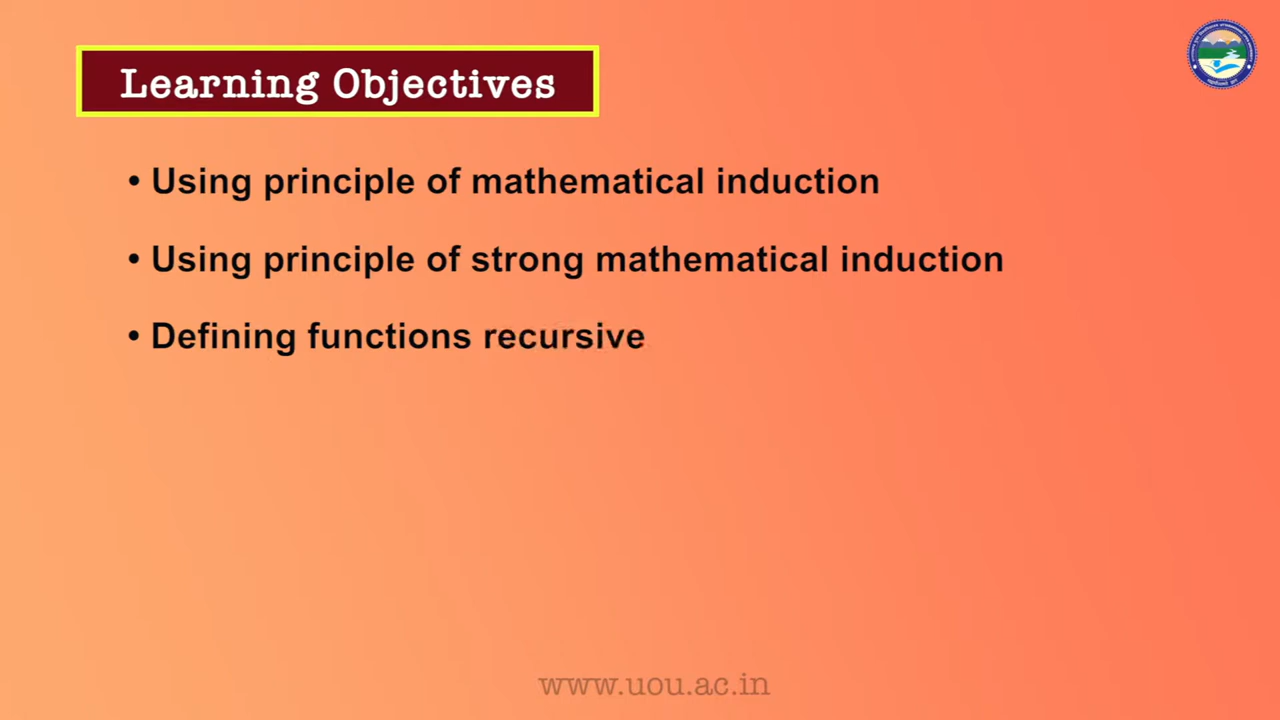 Learning Objectives
• Using principle of mathematical induction
• Using principle of strong mathematical induction
• Defining functions recursive
www.uou.ac.in